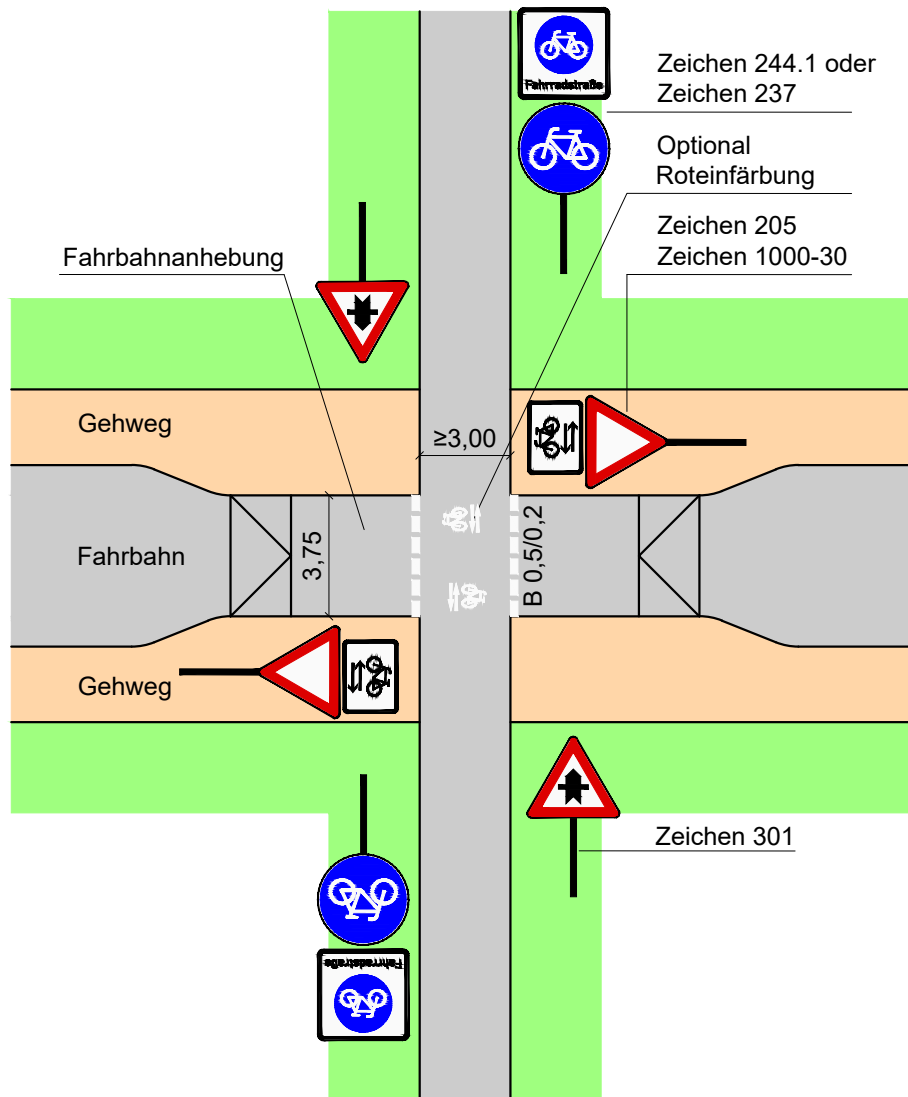 Fahrradstraße
Zeichen 244.1 oder
Zeichen 237
Optional
Roteinfärbung
Zeichen 205
Zeichen 1000-30
Fahrbahnanhebung
Gehweg
≥3,00
Fahrbahn
3,75
B 0,5/0,2
Gehweg
Zeichen 301
Fahrradstraße